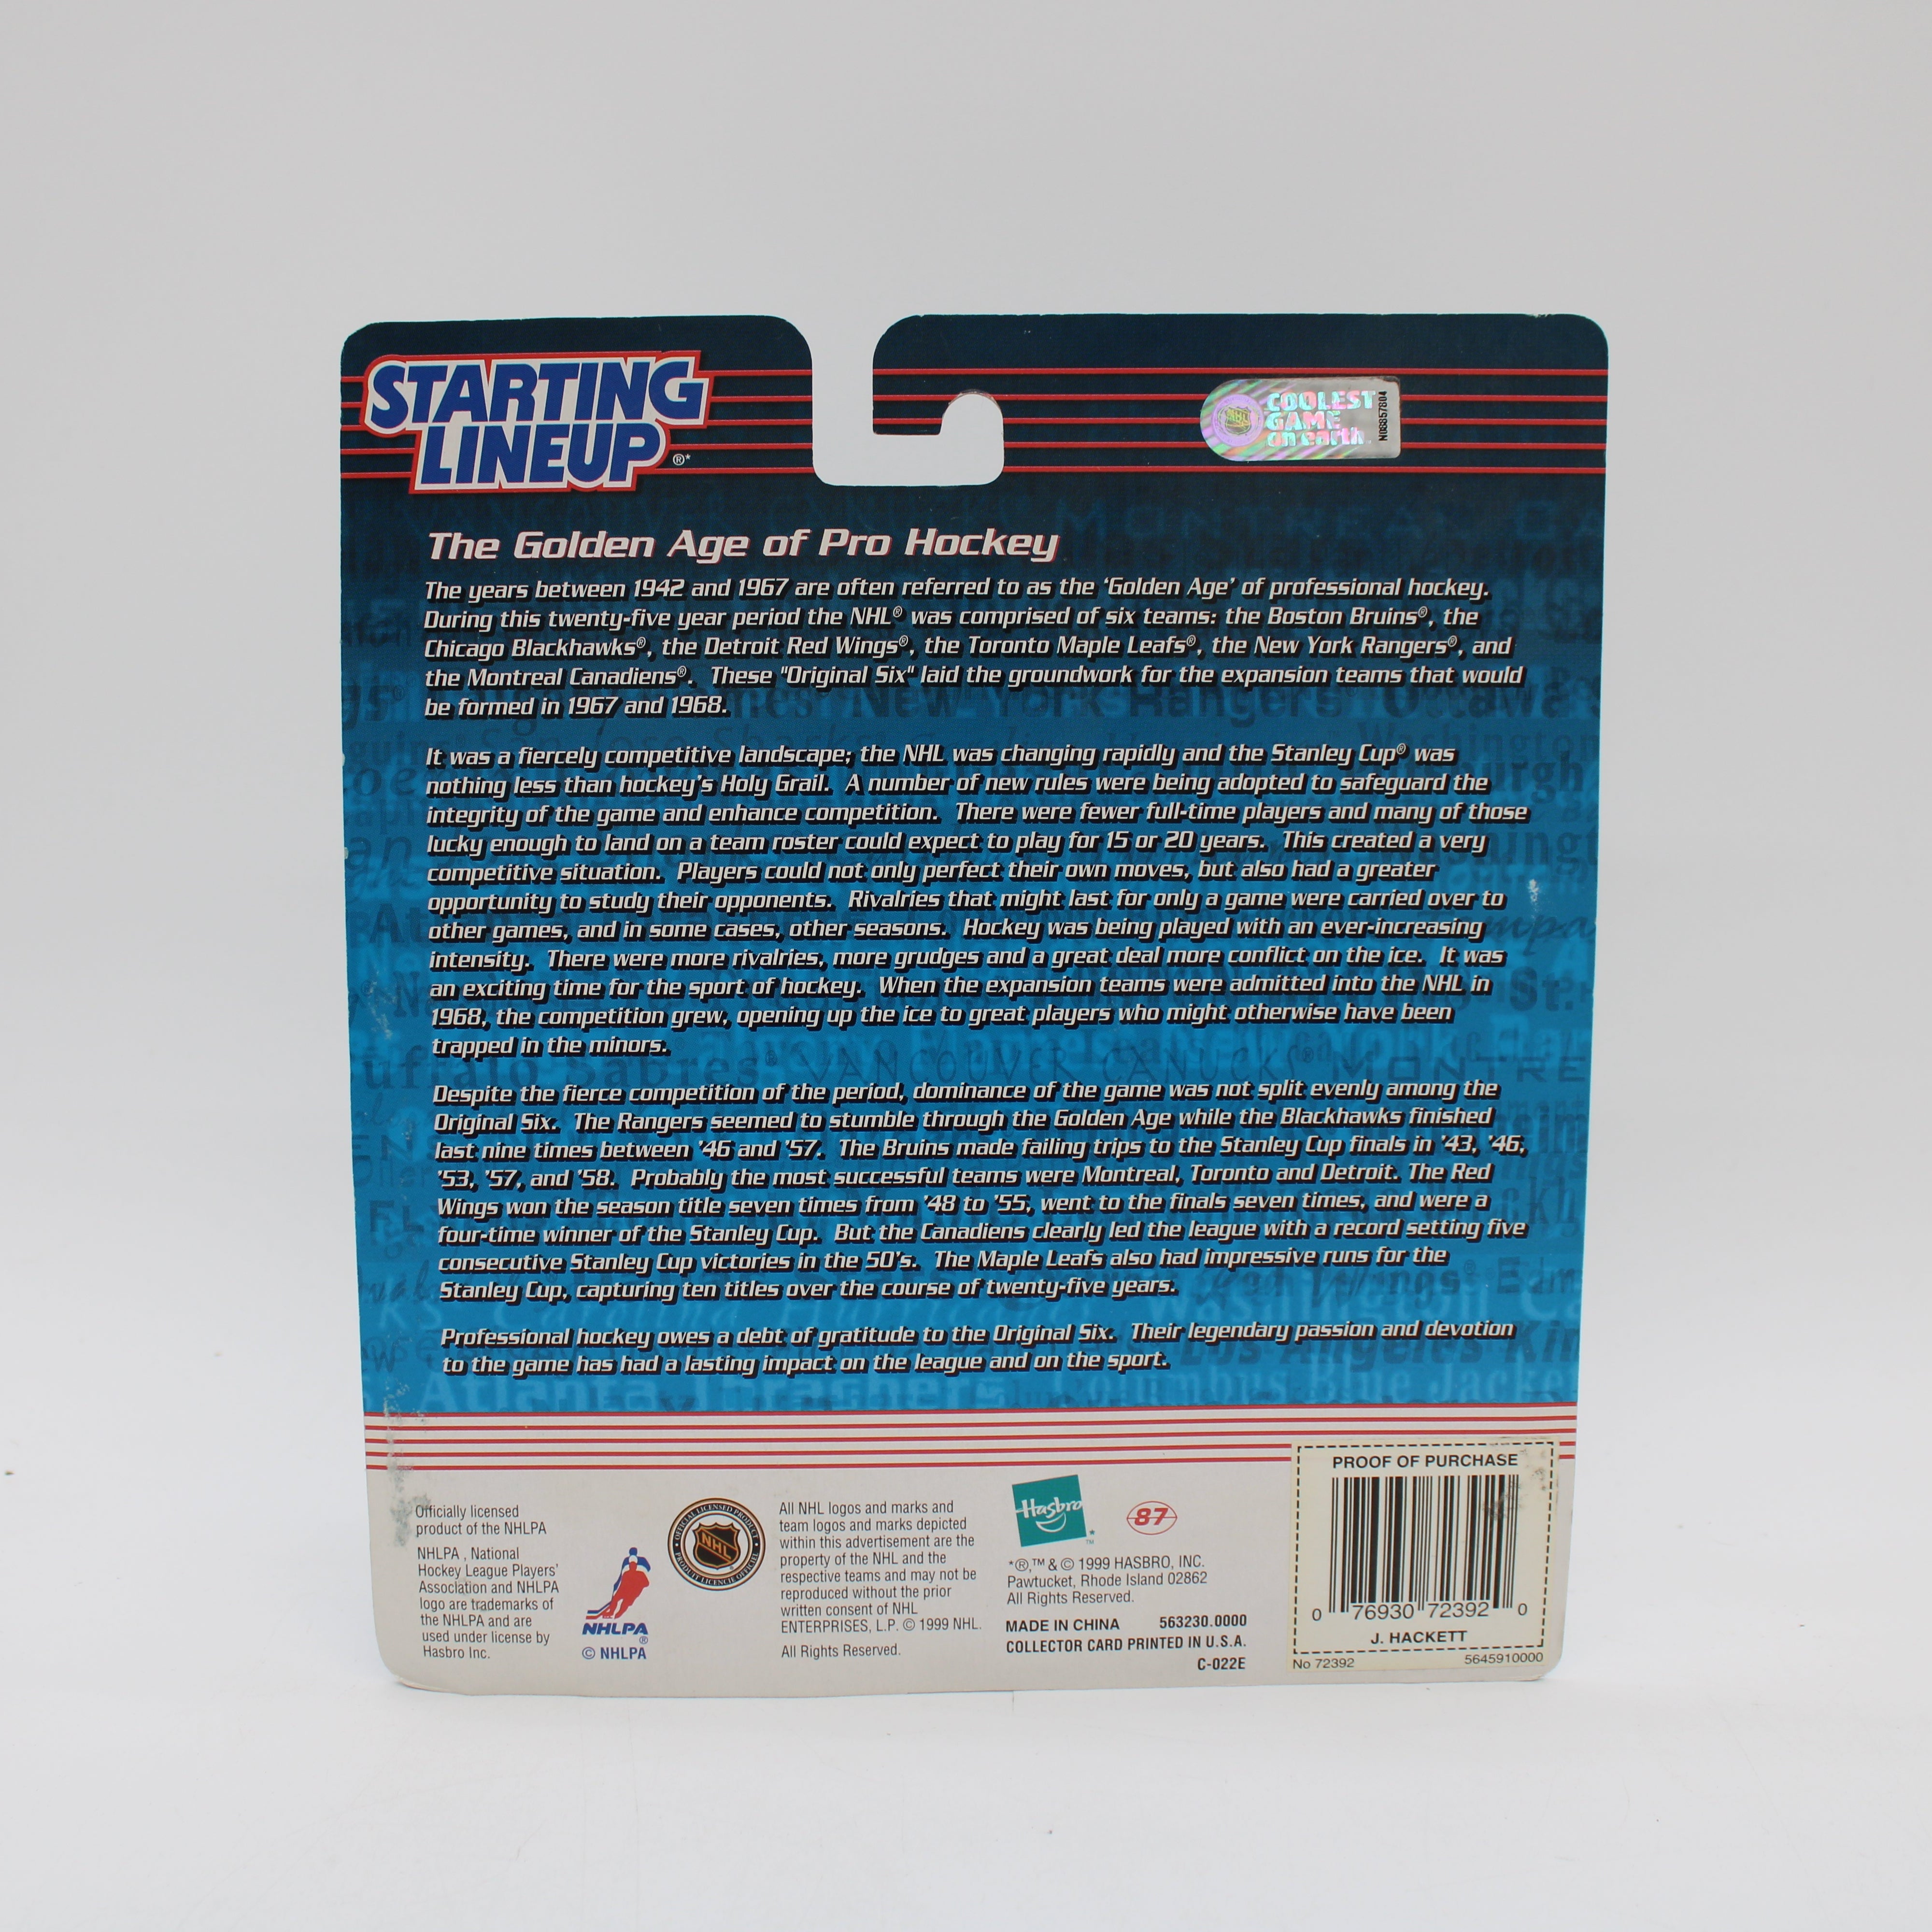 STARTING
LINEUP®*
NHL
COOLEST
GAME
on earth
N08857804
The Golden Age of Pro Hockey
The years between 1942 and 1967 are often referred to as the ‘Golden Age’ of professional hockey.
During this twenty-five year period the NHL® was comprised of six teams: the Boston Bruins®, the
Chicago Blackhawks®, the Detroit Red Wings®, the Toronto Maple Leafs®, the New York Rangers®, and
the Montreal Canadiens®. These "Original Six" laid the groundwork for the expansion teams that would
be formed in 1967 and 1968.
It was a fiercely competitive landscape; the NHL was changing rapidly and the Stanley Cup® was
nothing less than hockey's Holy Grail. A number of new rules were being adopted to safeguard the
integrity of the game and enhance competition. There were fewer full-time players and many of those
lucky enough to land on a team roster could expect to play for 15 or 20 years. This created a very
competitive situation. Players could not only perfect their own moves, but also had a greater
opportunity to study their opponents. Rivalries that might last for only a game were carried over to
other games, and in some cases, other seasons. Hockey was being played with an ever-increasing
intensity. There were more rivalries, more grudges and a great deal more conflict on the ice. It was
an exciting time for the sport of hockey. When the expansion teams were admitted into the NHL in
1968, the competition grew, opening up the ice to great players who might otherwise have been
trapped in the minors.
Despite the fierce competition of the period, dominance of the game was not split evenly among the
Original Six. The Rangers seemed to stumble through the Golden Age while the Blackhawks finished
last nine times between '46 and '57. The Bruins made failing trips to the Stanley Cup finals in '43, '46,
'53, '57, and '58. Probably the most successful teams were Montreal, Toronto and Detroit. The Red
Wings won the season title seven times from '48 to '55, went to the finals seven times, and were a
four-time winner of the Stanley Cup. But the Canadiens clearly led the league with a record setting five
consecutive Stanley Cup victories in the 50's. The Maple Leafs also had impressive runs for the
Stanley Cup, capturing ten titles over the course of twenty-five years.
Professional hockey owes a debt of gratitude to the Original Six. Their legendary passion and devotion
to the game has had a lasting impact on the league and on the sport.
Officially licensed
product of the NHLPA
NHLPA , National
Hockey League Players'
Association and NHLPA
logo are trademarks of
the NHLPA and are
used under license by
Hasbro Inc.
NHLPA
®
© NHLPA
OFFICIAL LICENSED PRODUCT
NHL
PRODUIT LICENCIÉ OFFICIEL
All NHL logos and marks and
team logos and marks depicted
within this advertisement are the
property of the NHL and the
respective teams and may not be
reproduced without the prior
written consent of NHL
ENTERPRISES, L.P. © 1999 NHL.
All Rights Reserved.
Hasbro
*
™
87
*®,™ & © 1999 HASBRO, INC.
Pawtucket, Rhode Island 02862
All Rights Reserved.
MADE IN CHINA 563230.0000
COLLECTOR CARD PRINTED IN U.S.A.
C-022E
PROOF OF PURCHASE
0 76930 72392 0
J. HACKETT
No 72392 5645910000